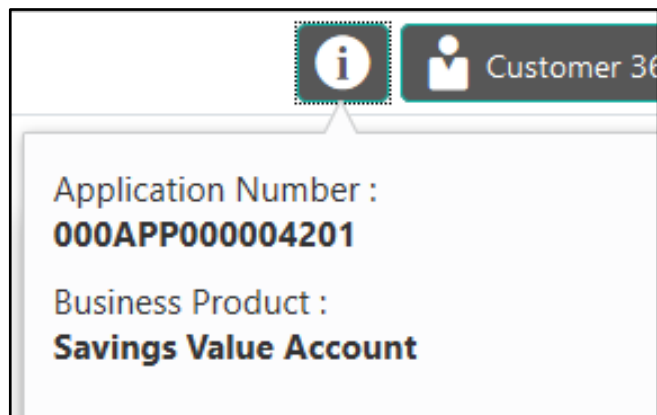 Customer 36
Application Number :
000APP000004201
Business Product :
Savings Value Account